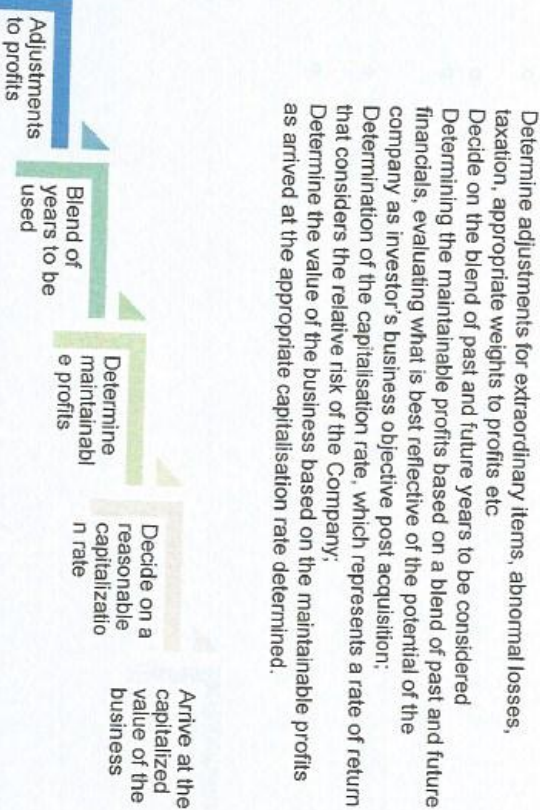 Determine adjustments for extraordinary items, abnormal losses,
taxation, appropriate weights to profits etc
Decide on the blend of past and future years to be considered
Determining the maintainable profits based on a blend of past and future
financials, evaluating what is best reflective of the potential of the
company as investor's business objective post acquisition;
Determination of the capitalisation rate, which represents a rate of return
that considers the relative risk of the Company;
Determine the value of the business based on the maintainable profits
as arrived at the appropriate capitalisation rate determined.
Adjustments
to profits
Blend of
years to be
used
Determine
maintainabl
e profits
Decide on a
reasonable
capitalizatio
n rate
Arrive at the
capitalized
value of the
business